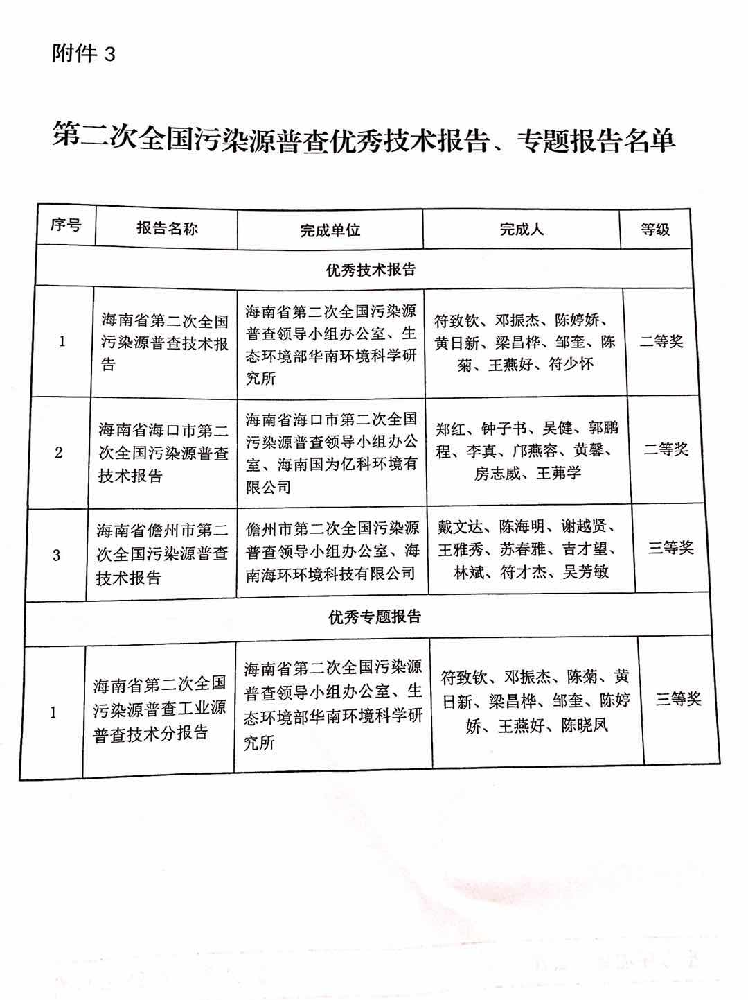 附件 3
第二次全国污染源普查优秀技术报告、专题报告名单
序号 报告名称 完成单位 完成人 等级
优秀技术报告
1
海南省第二次全国
污染源普查技术报
告
海南省第二次全国污染源
普查领导小组办公室、生
态环境部华南环境科学研
究所
符致钦、邓振杰、陈婷娇、
黄日新、梁昌桦、邹奎、陈
菊、王燕好、符少怀
二等奖
2
海南省海口市第二
次全国污染源普查
技术报告
海南省海口市第二次全国
污染源普查领导小组办公
室、海南国为亿科环境有
限公司
郑红、钟子书、吴健、郭鹏
程、李真、邝燕容、黄馨、
房志威、王茀学
二等奖
3
海南省儋州市第二
次全国污染源普查
技术报告
儋州市第二次全国污染源
普查领导小组办公室、海
南海环环境科技有限公司
戴文达、陈海明、谢越贤、
王雅秀、苏春雅、吉才望、
林斌、符才杰、吴芳敏
三等奖
优秀专题报告
1
海南省第二次全国
污染源普查工业源
普查技术分报告
海南省第二次全国污染源
普查领导小组办公室、生
态环境部华南环境科学研
究所
符致钦、邓振杰、陈菊、黄
日新、梁昌桦、邹奎、陈婷
娇、王燕好、陈晓凤
三等奖